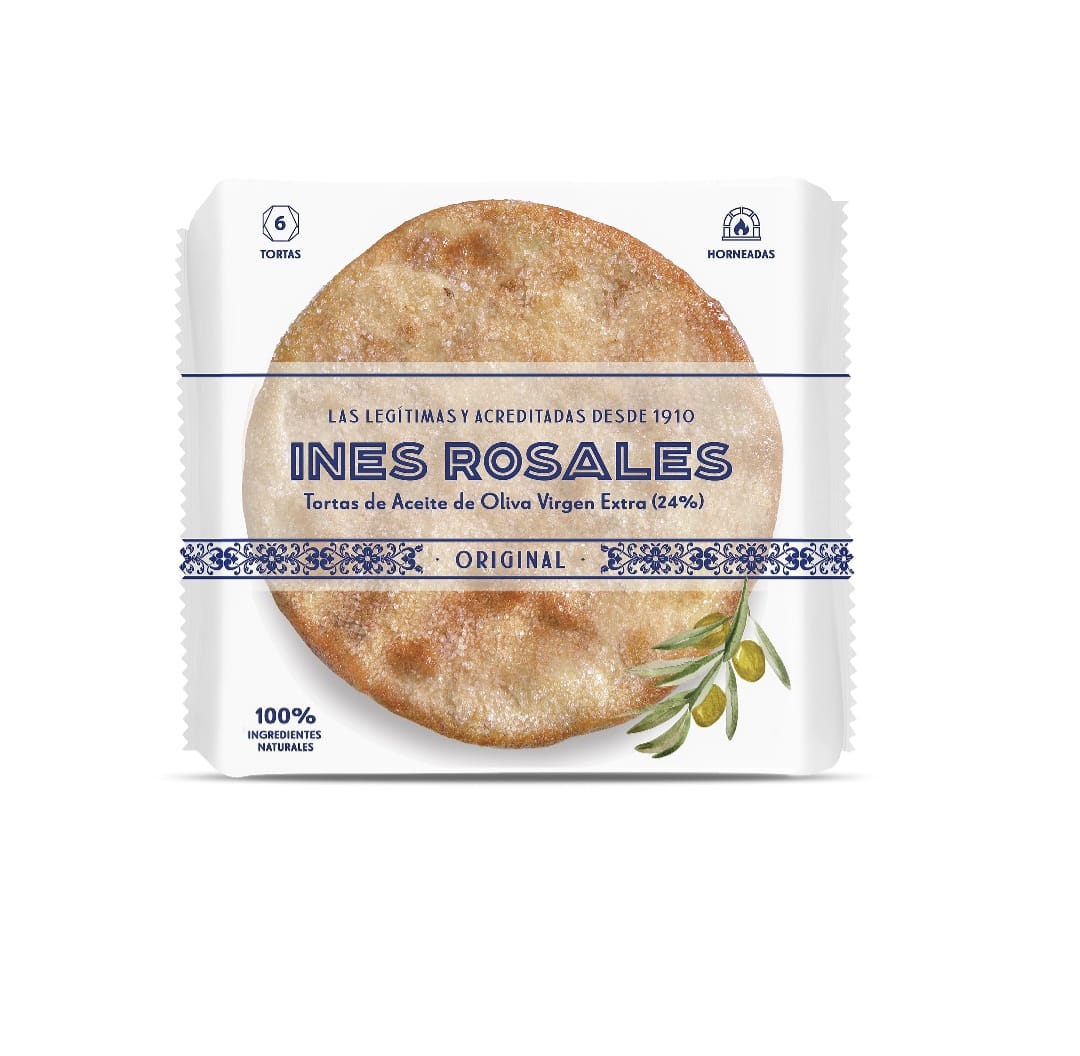 6
TORTAS
HORNEADAS
LAS LEGÍTIMAS Y ACREDITADAS DESDE 1910
INES ROSALES
Tortas de Aceite de Oliva Virgen Extra (24%)
· ORIGINAL ·
100%
INGREDIENTES
NATURALES